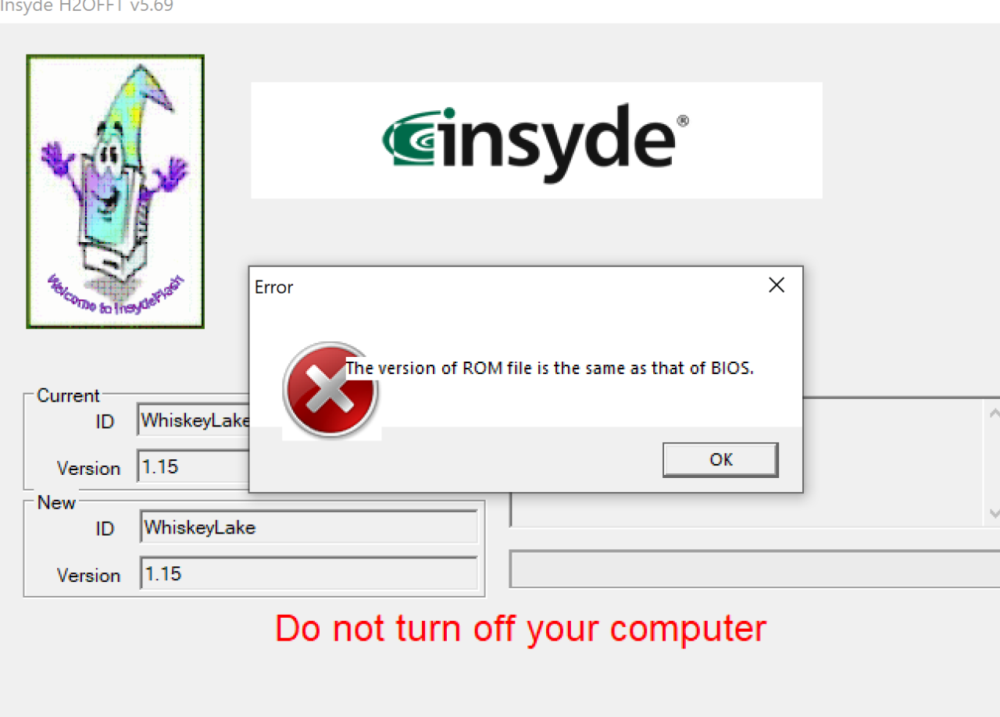 Insyde H2OFFT v5.69
insyde®
Welcome to InsydeFlash
Error
The version of ROM file is the same as that of BIOS.
OK
Current
ID WhiskeyLake
Version 1.15
New
ID WhiskeyLake
Version 1.15
Do not turn off your computer